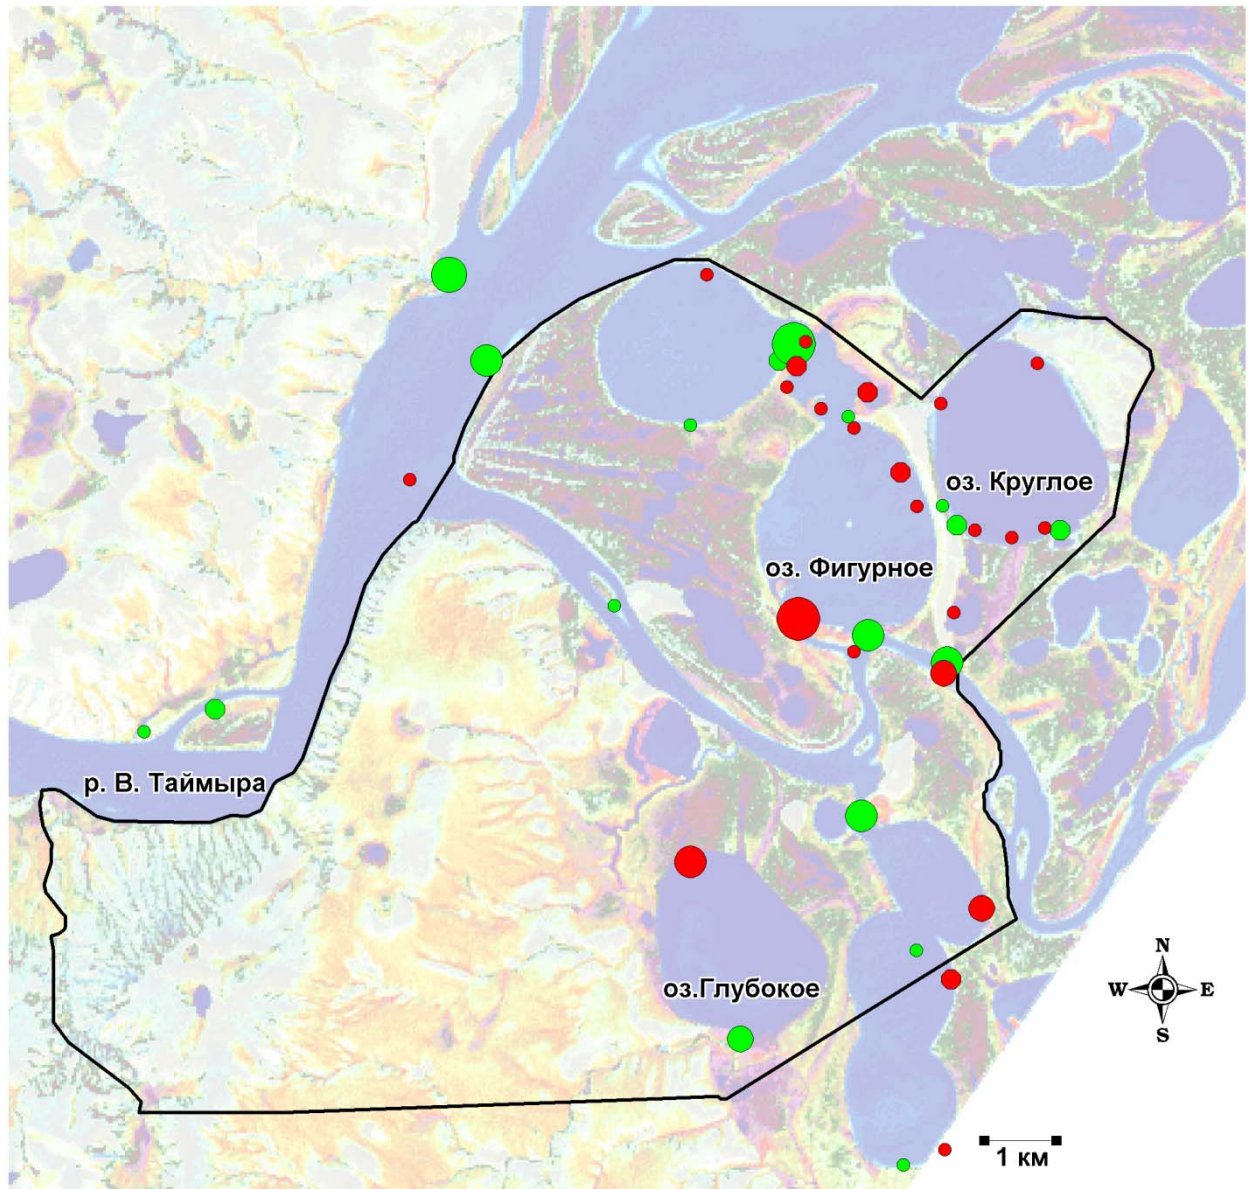 оз. Круглое
оз. Фигурное
р. В. Таймыра
оз.Глубокое
N
W E
S
1 км